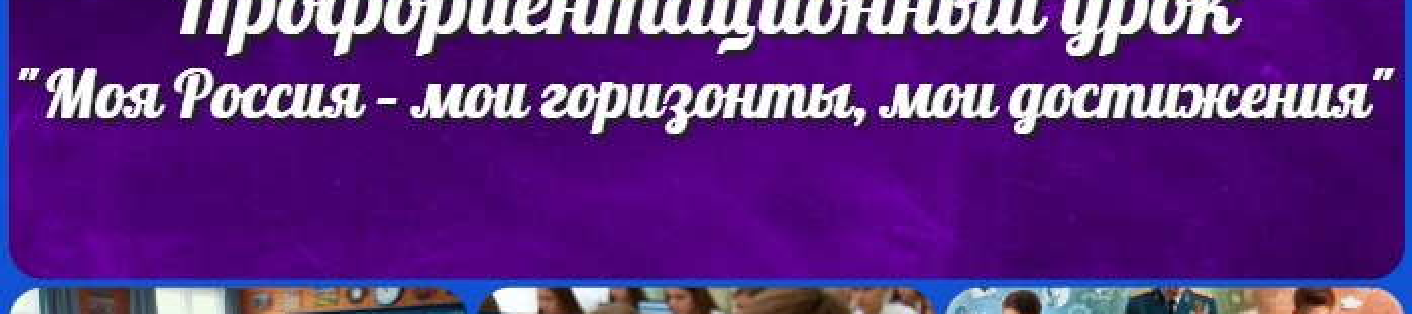 Профориентационный урок
"Моя Россия – мои горизонты, мои достижения"